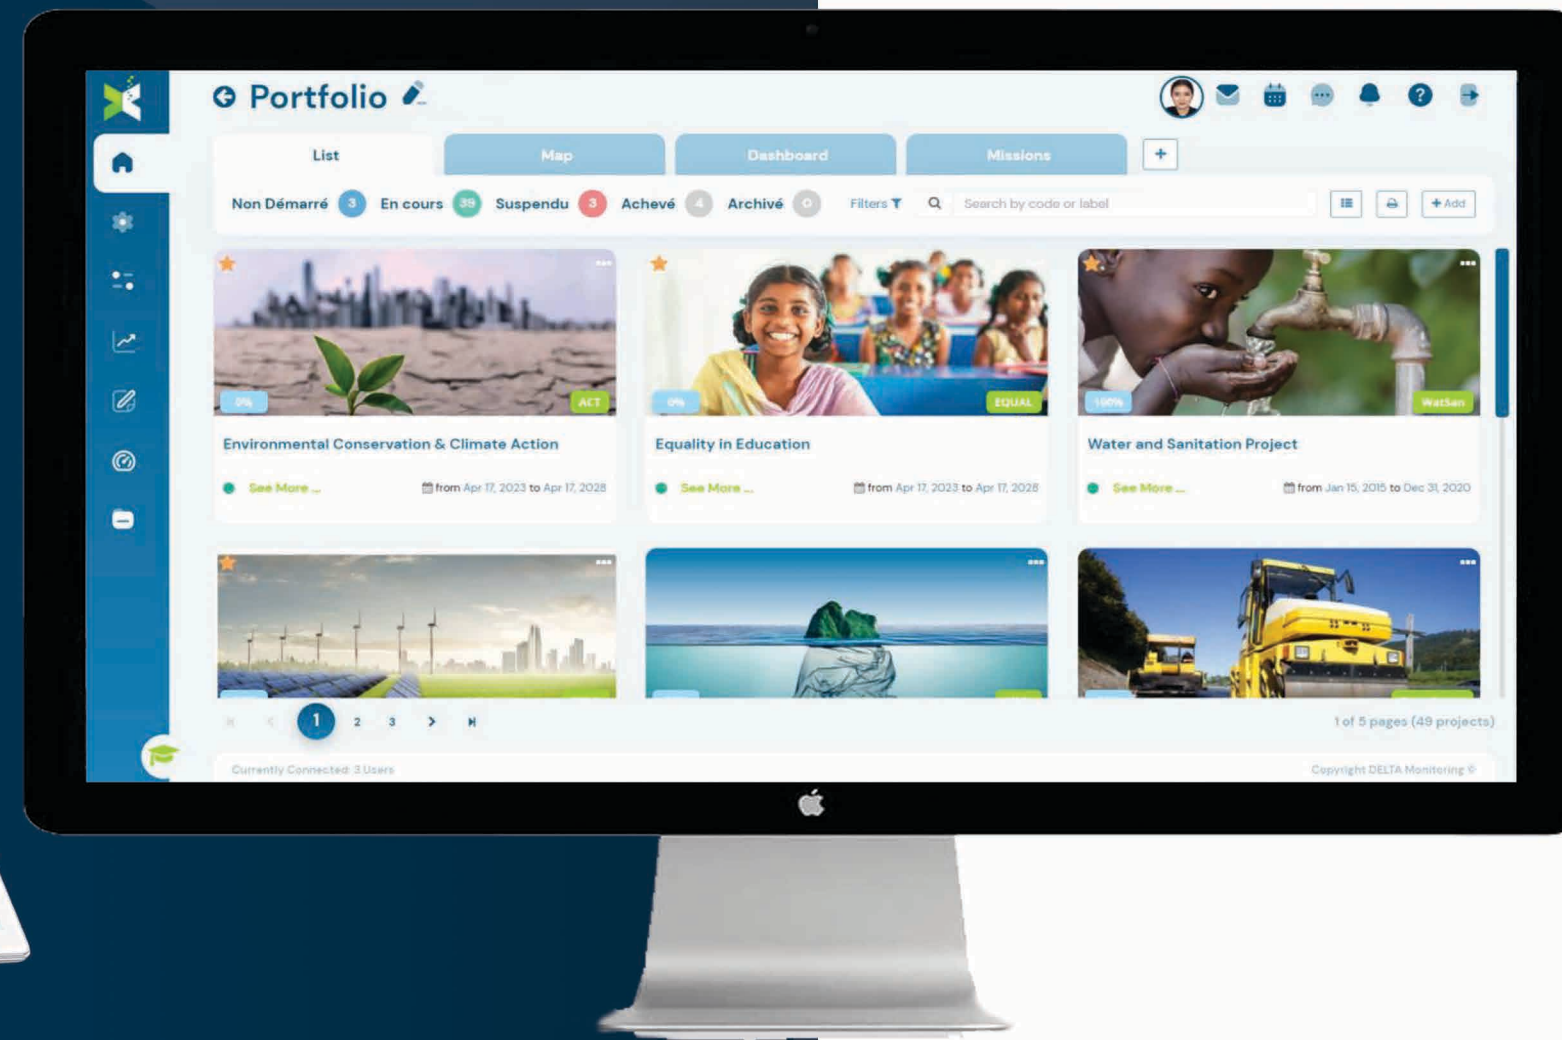 Portfolio
List Map Dashboard Missions +
Non Démarré 3 En cours 39 Suspendu 3 Achevé 4 Archivé 0 Filters Search by code or label + Add
0% ACT
0% EQUAL
100% WatSan
Environmental Conservation & Climate Action
See More ... from Apr 17, 2023 to Apr 17, 2028
Equality in Education
See More ... from Apr 17, 2023 to Apr 17, 2028
Water and Sanitation Project
See More ... from Jan 15, 2015 to Dec 31, 2020
1 2 3
1 of 5 pages (49 projects)
Currently Connected: 3 Users
Copyright DELTA Monitoring ©